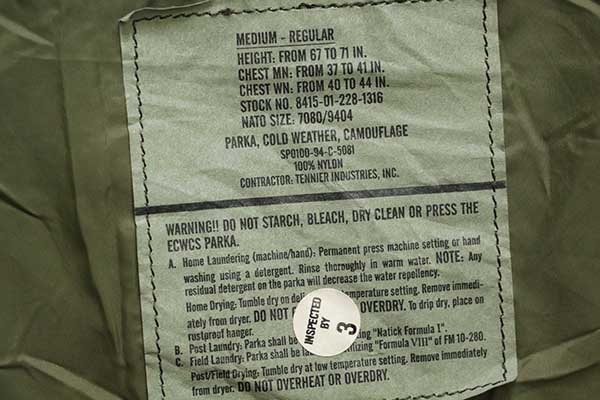 MEDIUM - REGULAR
HEIGHT: FROM 67 TO 71 IN.
CHEST MN: FROM 37 TO 41 IN.
CHEST WN: FROM 40 TO 44 IN.
STOCK NO. 8415-01-228-1316
NATO SIZE: 7080/9404
PARKA, COLD WEATHER, CAMOUFLAGE
SPO100-94-C-5081
100% NYLON
CONTRACTOR: TENNIER INDUSTRIES, INC.
WARNING!! DO NOT STARCH, BLEACH, DRY CLEAN OR PRESS THE
ECWCS PARKA.
A. Home Laundering (machine/hand): Permanent press machine setting or hand
washing using a detergent. Rinse thoroughly in warm water. NOTE: Any
residual detergent on the parka will decrease the water repellency.
Home Drying: Tumble dry on temperature setting. Remove immedi-
ately from dryer. DO NOT OVERDRY. To drip dry, place on
rustproof hanger.
B. Post Laundry: Parka shall be "Natick Formula I".
C. Field Laundry: Parka shall be "Formula VIII" of FM 10-280.
Post/Field Drying: Tumble dry at low temperature setting. Remove immediately
from dryer. DO NOT OVERHEAT OR OVERDRY.
INSPECTED
BY
3